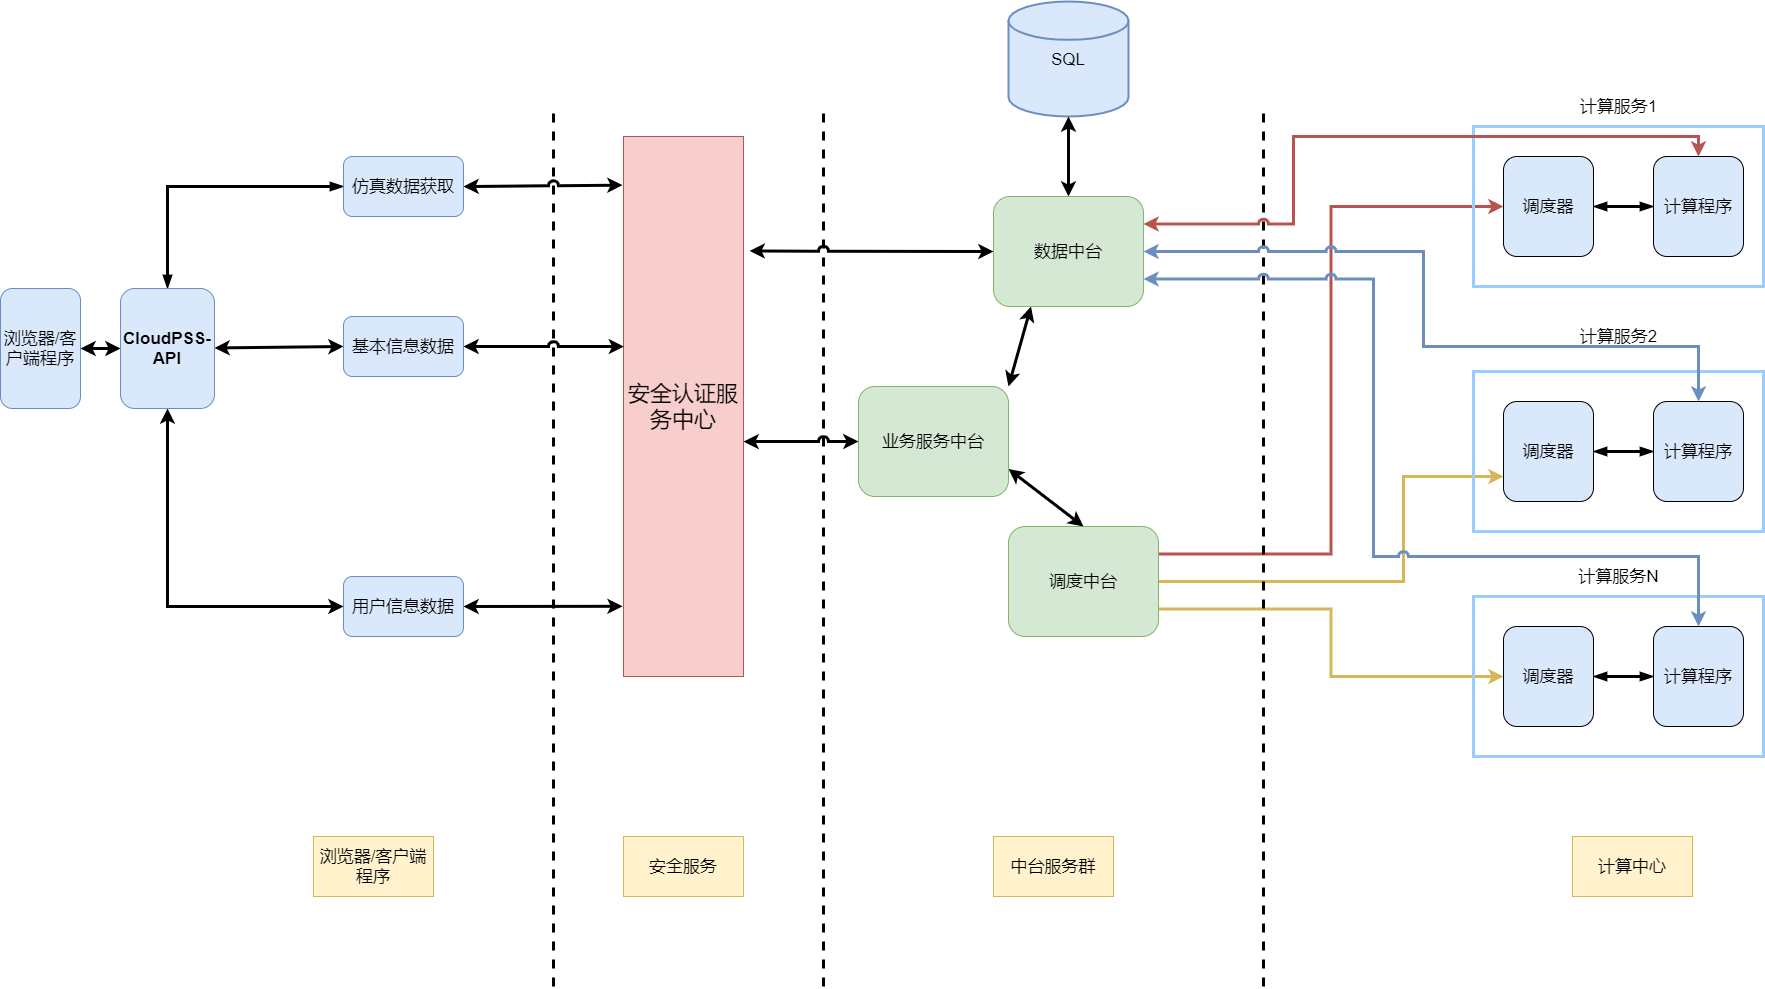 SQL
计算服务1
仿真数据获取
调度器
计算程序
数据中台
浏览器/客
户端程序
CloudPSS-
API
基本信息数据
计算服务2
安全认证服
务中心
业务服务中台
调度器
计算程序
调度中台
计算服务N
用户信息数据
调度器
计算程序
浏览器/客户端
程序
安全服务
中台服务群
计算中心